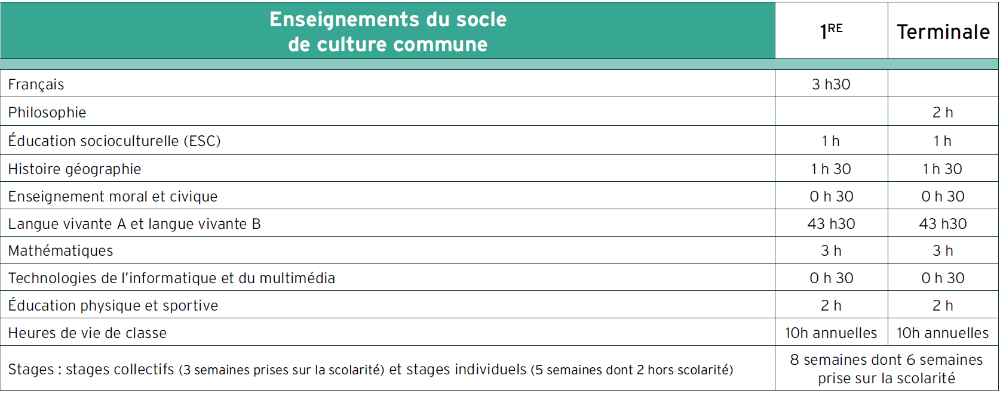 Enseignements du socle
de culture commune
1RE
Terminale
Français 3 h30
Philosophie 2 h
Éducation socioculturelle (ESC) 1 h 1 h
Histoire géographie 1 h 30 1 h 30
Enseignement moral et civique 0 h 30 0 h 30
Langue vivante A et langue vivante B 43 h30 43 h30
Mathématiques 3 h 3 h
Technologies de l'informatique et du multimédia 0 h 30 0 h 30
Éducation physique et sportive 2 h 2 h
Heures de vie de classe 10h annuelles 10h annuelles
Stages : stages collectifs (3 semaines prises sur la scolarité) et stages individuels (5 semaines dont 2 hors scolarité)
8 semaines dont 6 semaines
prise sur la scolarité